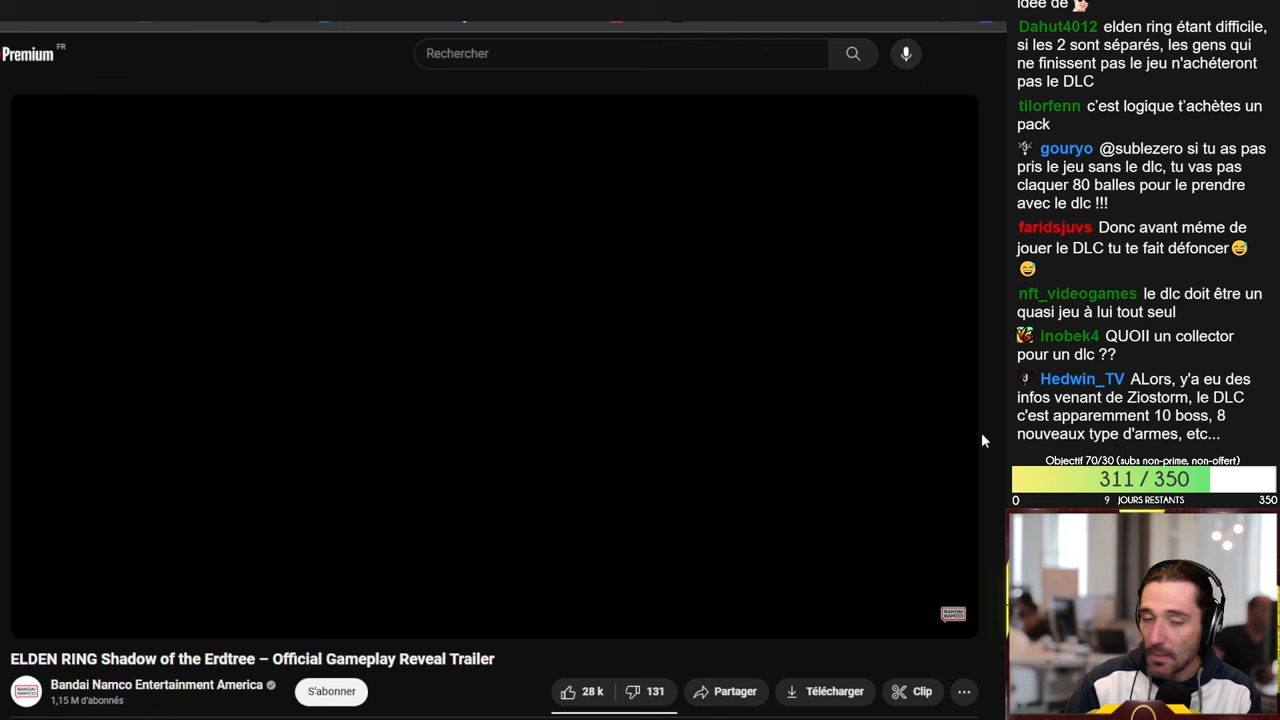 Premium FR
Rechercher
idée de
Dahut4012 elden ring étant difficile,
si les 2 sont séparés, les gens qui
ne finissent pas le jeu n'achéteront
pas le DLC
tilorfenn c'est logique t'achètes un
pack
gouryo @sublezero si tu as pas
pris le jeu sans le dlc, tu vas pas
claquer 80 balles pour le prendre
avec le dlc !!!
faridsjuvs Donc avant méme de
jouer le DLC tu te fait défoncer😅
😅
nft_videogames le dlc doit être un
quasi jeu à lui tout seul
inobek4 QUOII un collector
pour un dlc ??
Hedwin_TV ALors, y'a eu des
infos venant de Ziostorm, le DLC
c'est apparemment 10 boss, 8
nouveaux type d'armes, etc...
Objectif 70/30 (subs non-prime, non-offert)
311 / 350
0 9 JOURS RESTANTS 350
BANDAI
NAMCO
ELDEN RING Shadow of the Erdtree – Official Gameplay Reveal Trailer
Bandai Namco Entertainment America
1,15 M d'abonnés
S'abonner
28 k
131
Partager
Télécharger
Clip